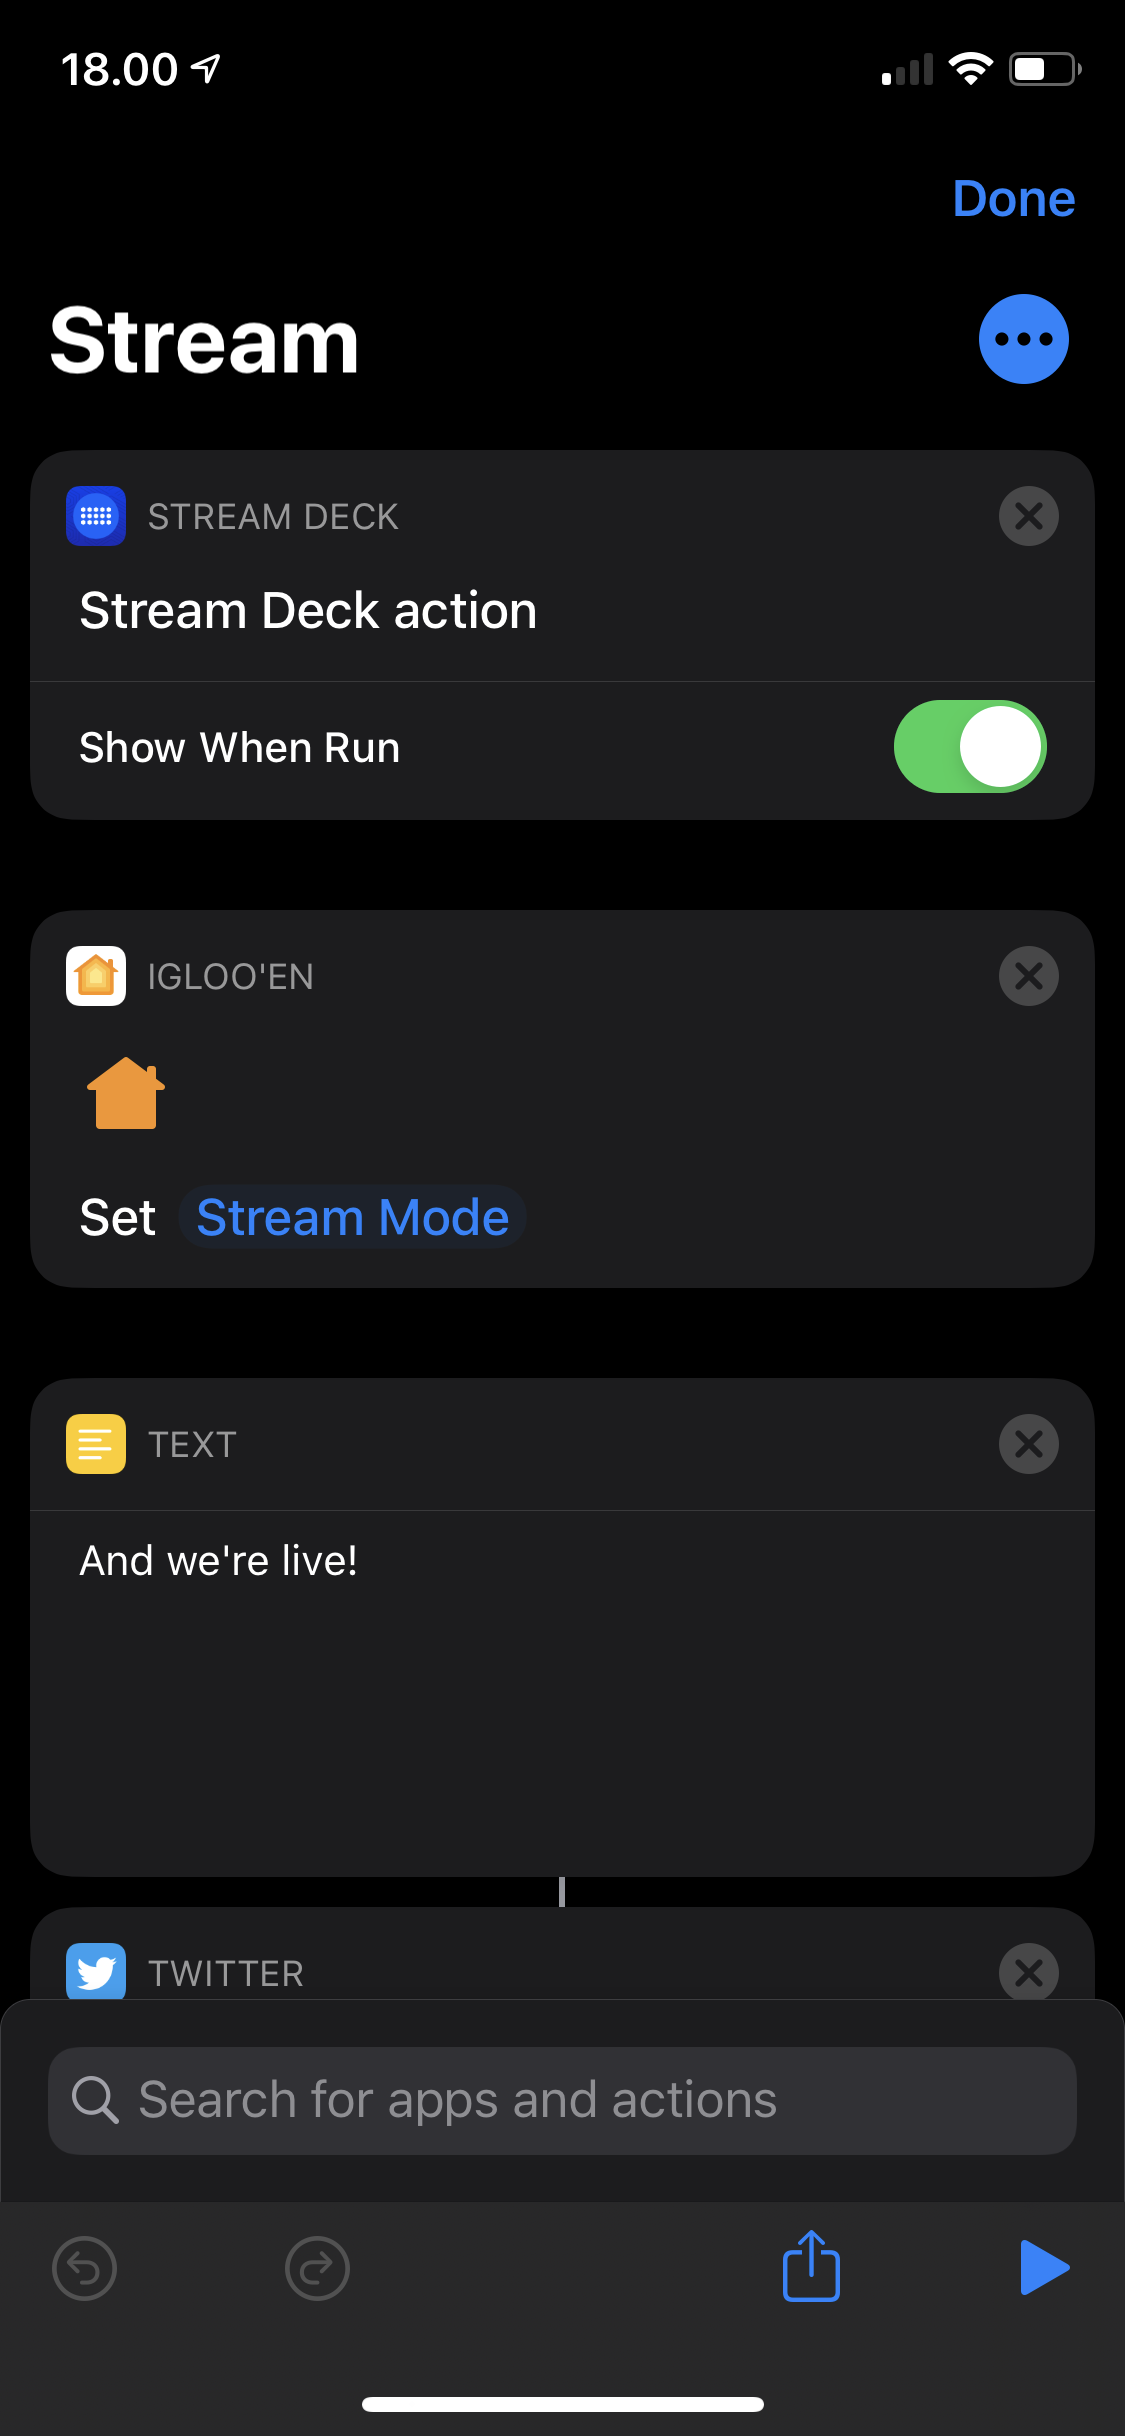 18.00
Done
Stream
STREAM DECK
Stream Deck action
Show When Run
IGLOO'EN
Set Stream Mode
TEXT
And we're live!
TWITTER
Search for apps and actions